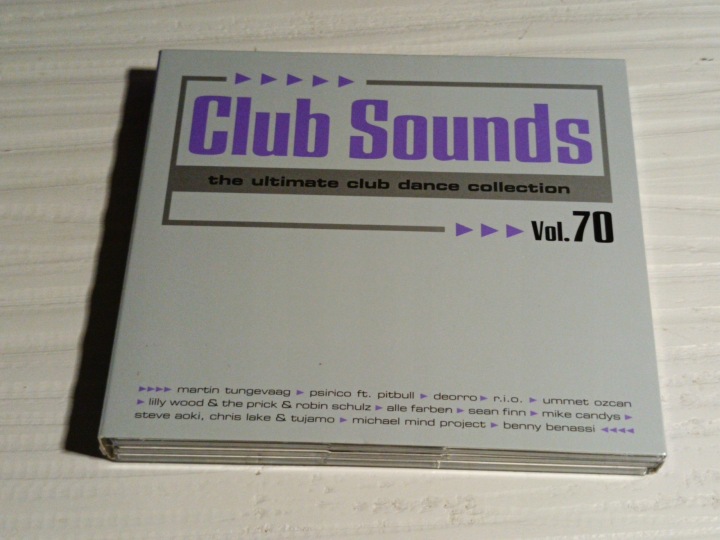 Club Sounds
the ultimate club dance collection
Vol.70
martin tungevaag ▸ psirico ft. pitbull ▸ deorro ▸ r.i.o. ▸ ummet ozcan
▸ lilly wood & the prick & robin schulz ▸ alle farben ▸ sean finn ▸ mike candys ▸
steve aoki, chris lake & tujamo ▸ michael mind project ▸ benny benassi